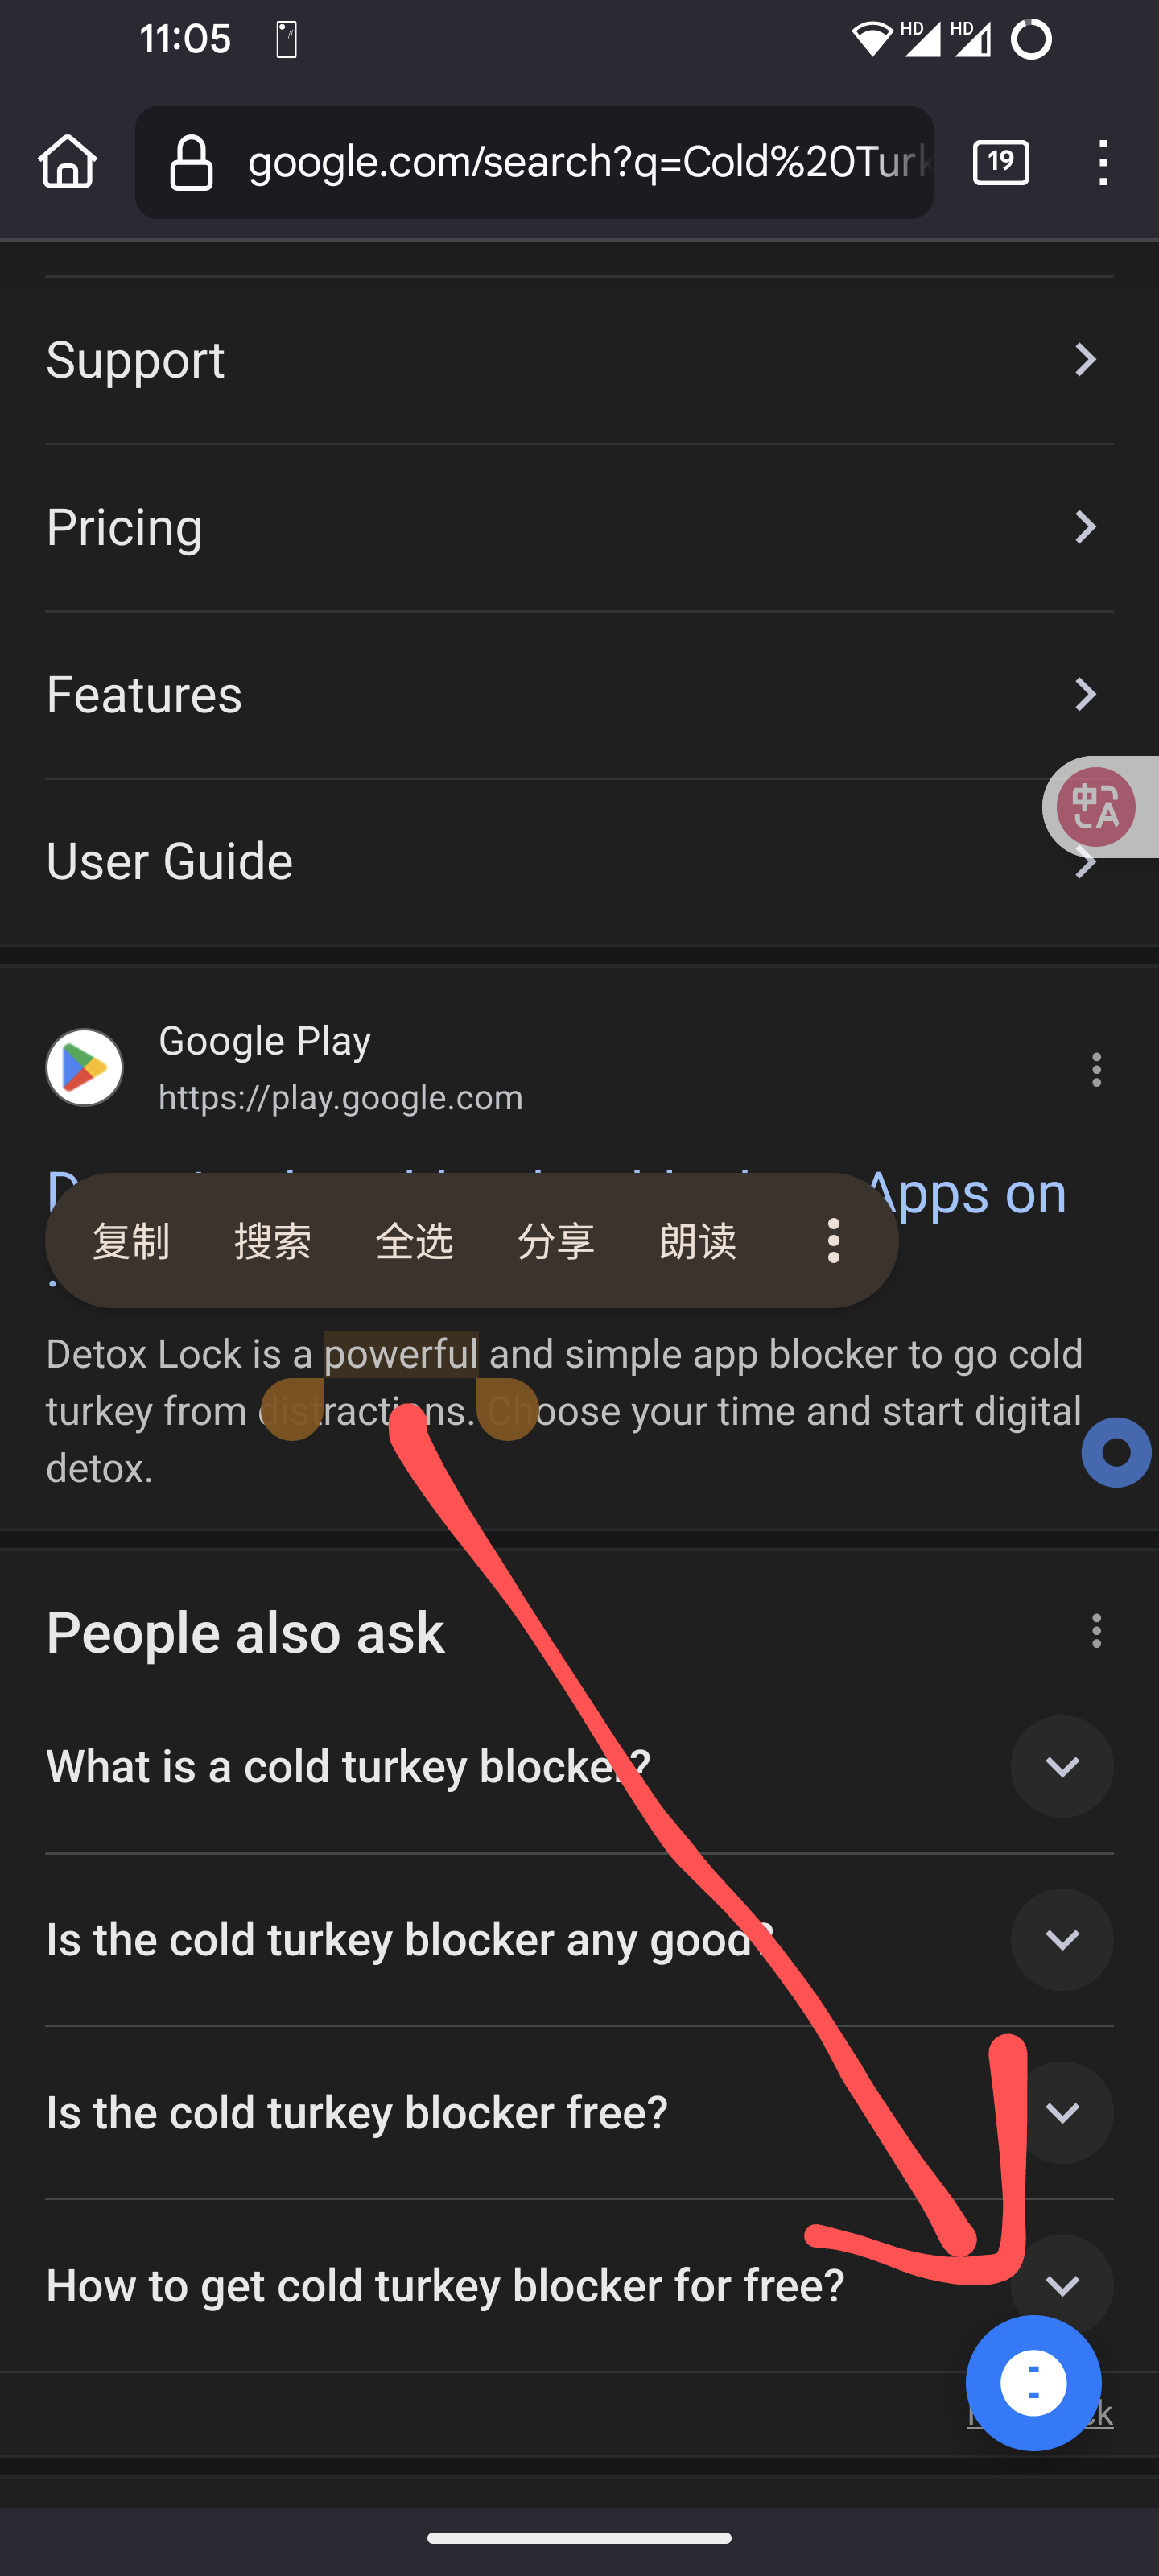 11:05
HD HD
google.com/search?q=Cold%20Turk
19
Support
Pricing
Features
User Guide
中A
Google Play
https://play.google.com
Apps on
复制 搜索 全选 分享 朗读
Detox Lock is a powerful and simple app blocker to go cold
turkey from distractions. Choose your time and start digital
detox.
People also ask
What is a cold turkey blocker?
Is the cold turkey blocker any good?
Is the cold turkey blocker free?
How to get cold turkey blocker for free?